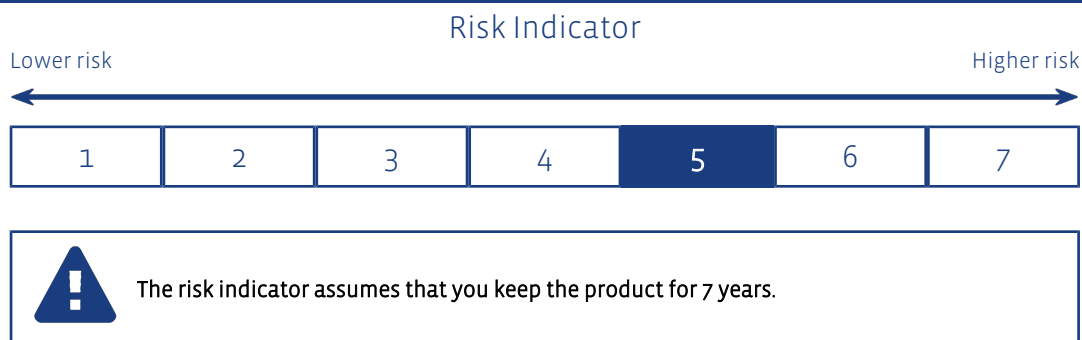 Risk Indicator
Lower risk Higher risk
1 2 3 4 5 6 7
The risk indicator assumes that you keep the product for 7 years.